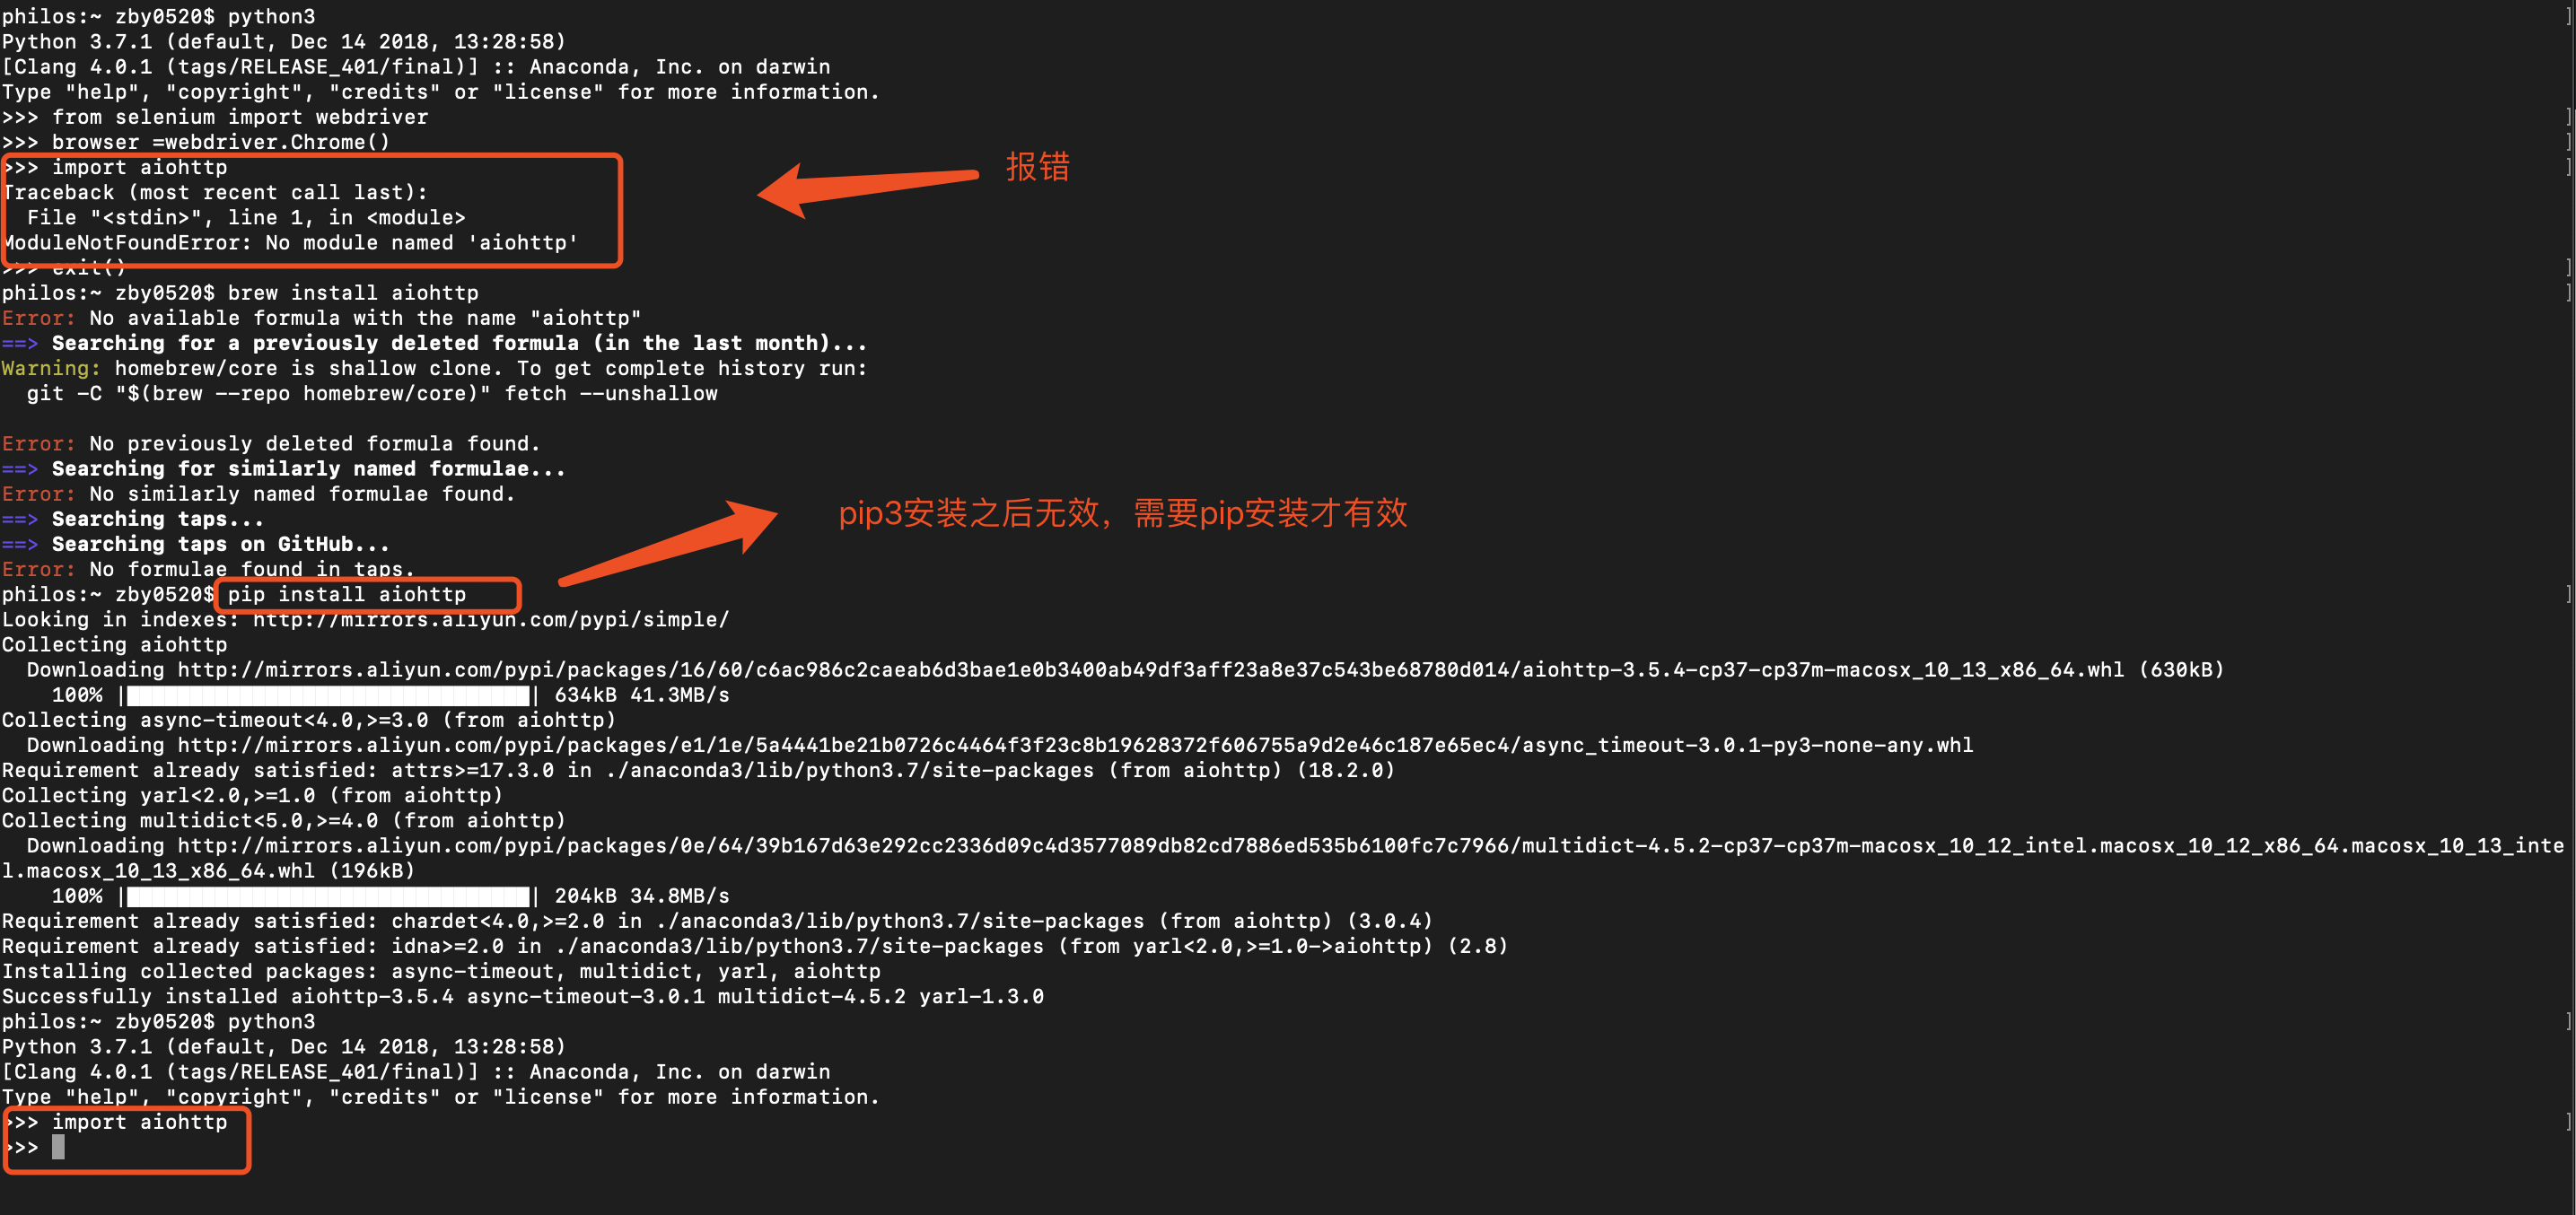 philos:~ zby0520$ python3
Python 3.7.1 (default, Dec 14 2018, 13:28:58)
[Clang 4.0.1 (tags/RELEASE_401/final)] :: Anaconda, Inc. on darwin
Type "help", "copyright", "credits" or "license" for more information.
>>> from selenium import webdriver
>>> browser =webdriver.Chrome()
>>> import aiohttp
报错
Traceback (most recent call last):
  File "<stdin>", line 1, in <module>
ModuleNotFoundError: No module named 'aiohttp'
>>> exit()
philos:~ zby0520$ brew install aiohttp
Error: No available formula with the name "aiohttp"
==> Searching for a previously deleted formula (in the last month)...
Warning: homebrew/core is shallow clone. To get complete history run:
  git -C "$(brew --repo homebrew/core)" fetch --unshallow

Error: No previously deleted formula found.
==> Searching for similarly named formulae...
Error: No similarly named formulae found.
pip3安装之后无效，需要pip安装才有效
==> Searching taps...
==> Searching taps on GitHub...
Error: No formulae found in taps.
philos:~ zby0520$ pip install aiohttp
Looking in indexes: http://mirrors.aliyun.com/pypi/simple/
Collecting aiohttp
  Downloading http://mirrors.aliyun.com/pypi/packages/16/60/c6ac986c2caeab6d3bae1e0b3400ab49df3aff23a8e37c543be68780d014/aiohttp-3.5.4-cp37-cp37m-macosx_10_13_x86_64.whl (630kB)
    100% |████████████████████████████████| 634kB 41.3MB/s
Collecting async-timeout<4.0,>=3.0 (from aiohttp)
  Downloading http://mirrors.aliyun.com/pypi/packages/e1/1e/5a4441be21b0726c4464f3f23c8b19628372f606755a9d2e46c187e65ec4/async_timeout-3.0.1-py3-none-any.whl
Requirement already satisfied: attrs>=17.3.0 in ./anaconda3/lib/python3.7/site-packages (from aiohttp) (18.2.0)
Collecting yarl<2.0,>=1.0 (from aiohttp)
Collecting multidict<5.0,>=4.0 (from aiohttp)
  Downloading http://mirrors.aliyun.com/pypi/packages/0e/64/39b167d63e292cc2336d09c4d3577089db82cd7886ed535b6100fc7c7966/multidict-4.5.2-cp37-cp37m-macosx_10_12_intel.macosx_10_12_x86_64.macosx_10_13_inte
l.macosx_10_13_x86_64.whl (196kB)
    100% |████████████████████████████████| 204kB 34.8MB/s
Requirement already satisfied: chardet<4.0,>=2.0 in ./anaconda3/lib/python3.7/site-packages (from aiohttp) (3.0.4)
Requirement already satisfied: idna>=2.0 in ./anaconda3/lib/python3.7/site-packages (from yarl<2.0,>=1.0->aiohttp) (2.8)
Installing collected packages: async-timeout, multidict, yarl, aiohttp
Successfully installed aiohttp-3.5.4 async-timeout-3.0.1 multidict-4.5.2 yarl-1.3.0
philos:~ zby0520$ python3
Python 3.7.1 (default, Dec 14 2018, 13:28:58)
[Clang 4.0.1 (tags/RELEASE_401/final)] :: Anaconda, Inc. on darwin
Type "help", "copyright", "credits" or "license" for more information.
>>> import aiohttp
>>>